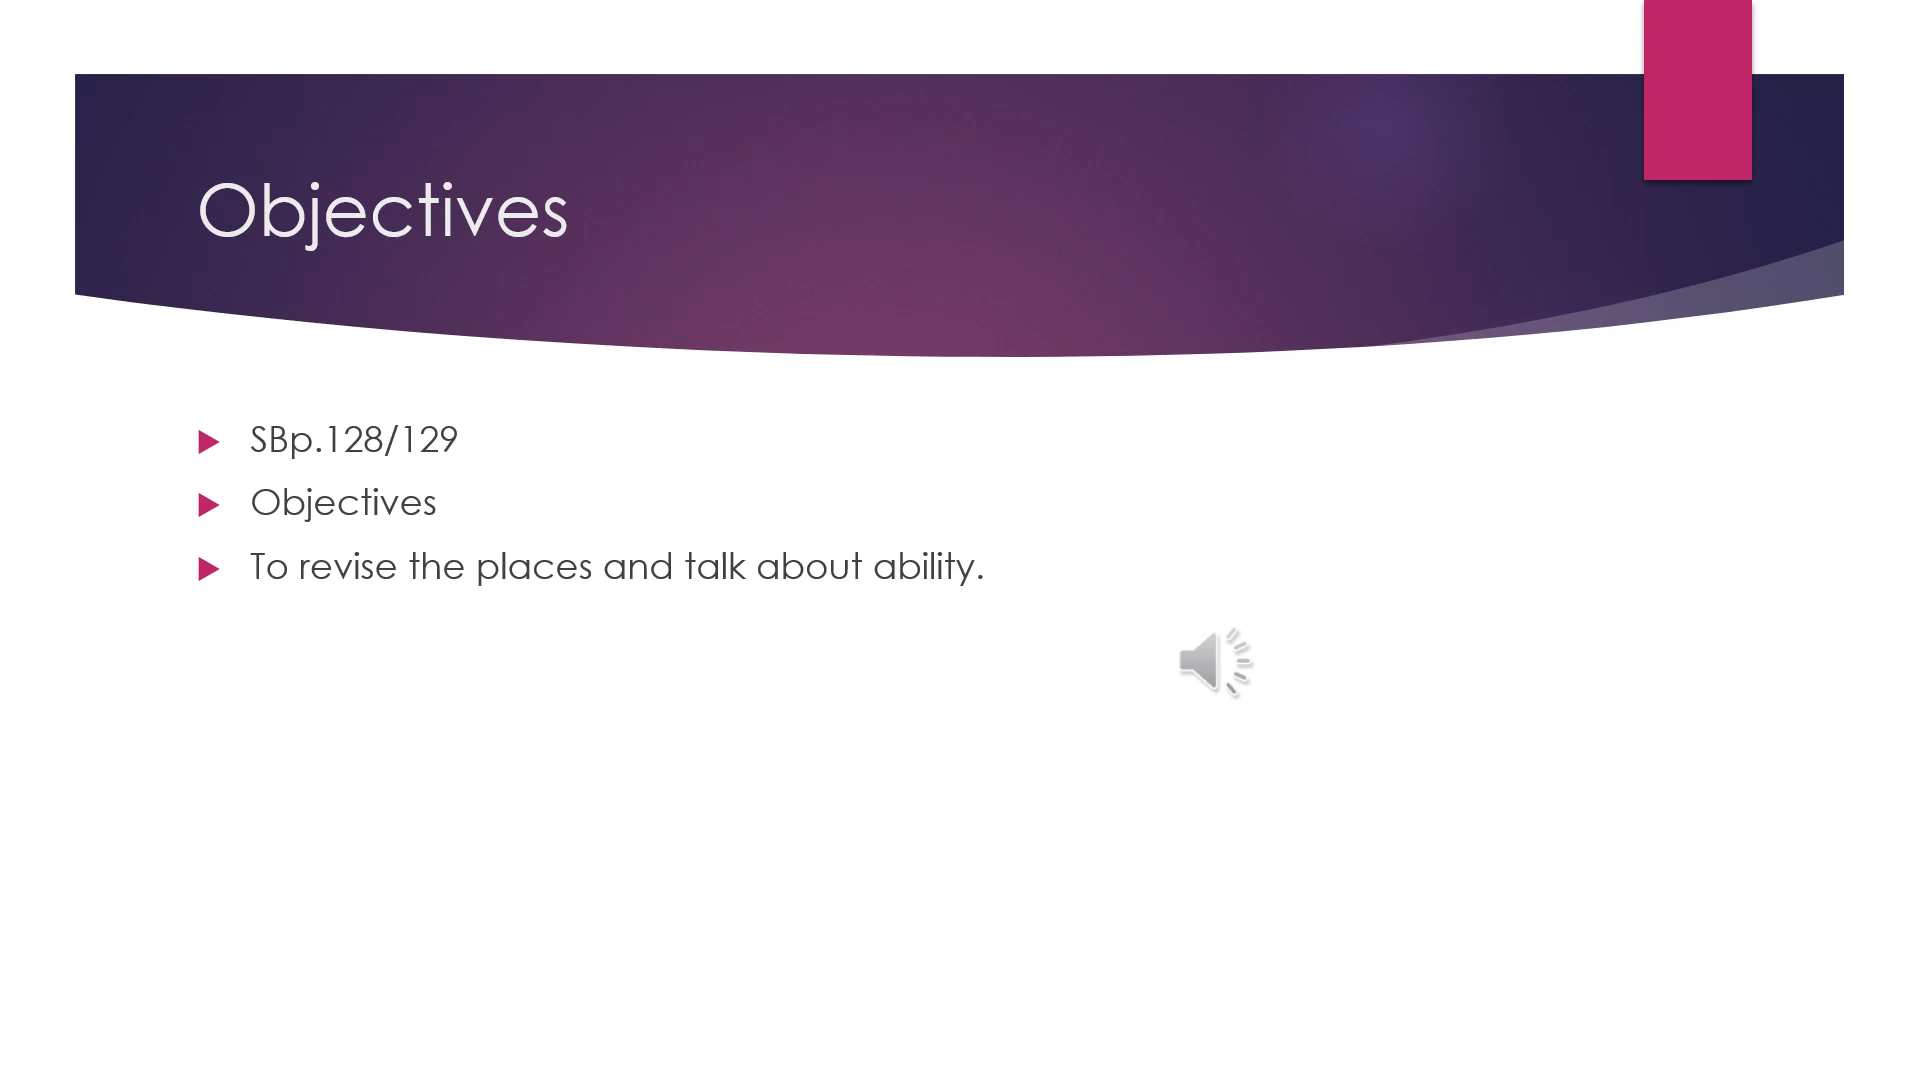 Objectives
SBp.128/129
Objectives
To revise the places and talk about ability.